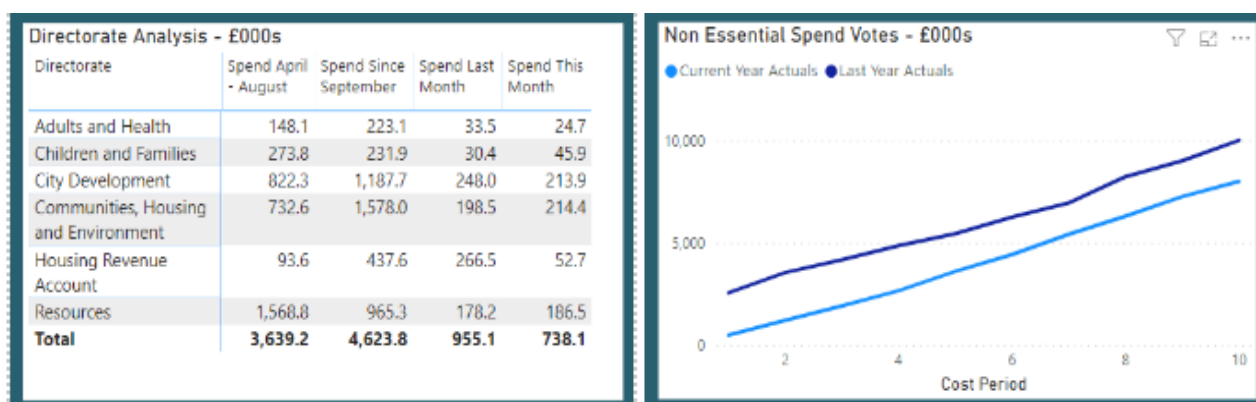 Directorate Analysis - £000s
Directorate Spend April - August Spend Since September Spend Last Month Spend This Month
Adults and Health 148.1 223.1 33.5 24.7
Children and Families 273.8 231.9 30.4 45.9
City Development 822.3 1,187.7 248.0 213.9
Communities, Housing and Environment 732.6 1,578.0 198.5 214.4
Housing Revenue Account 93.6 437.6 266.5 52.7
Resources 1,568.8 965.3 178.2 186.5
Total 3,639.2 4,623.8 955.1 738.1
Non Essential Spend Votes - £000s
Current Year Actuals Last Year Actuals
10,000
5,000
0
2 4 6 8 10
Cost Period